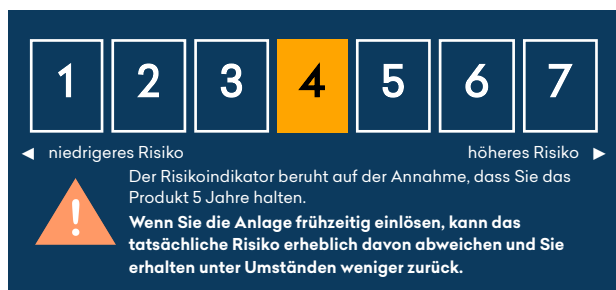 1 2 3 4 5 6 7
◄ niedrigeres Risiko höheres Risiko ►
Der Risikoindikator beruht auf der Annahme, dass Sie das
Produkt 5 Jahre halten.
!
Wenn Sie die Anlage frühzeitig einlösen, kann das
tatsächliche Risiko erheblich davon abweichen und Sie
erhalten unter Umständen weniger zurück.